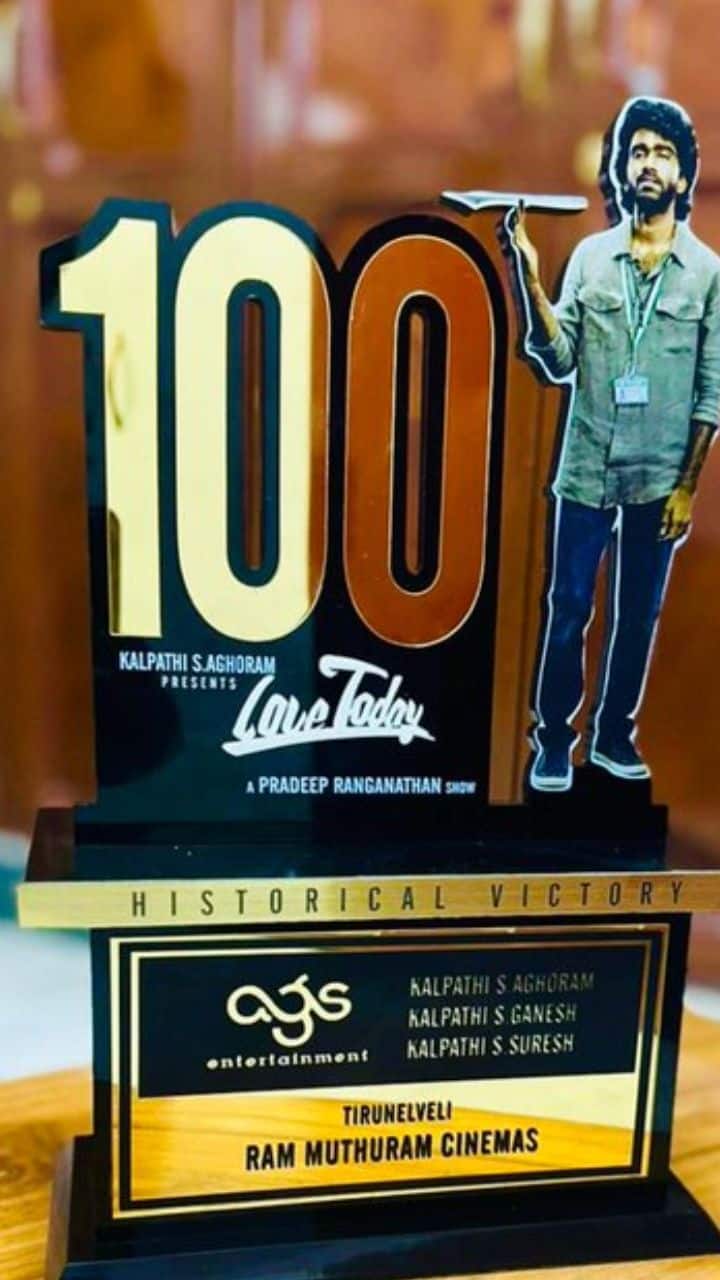 100
KALPATHI S.AGHORAM
PRESENTS
Love Today
A PRADEEP RANGANATHAN SHOW
HISTORICAL VICTORY
ags
entertainment
KALPATHI S.AGHORAM
KALPATHI S.GANESH
KALPATHI S.SURESH
TIRUNELVELI
RAM MUTHURAM CINEMAS